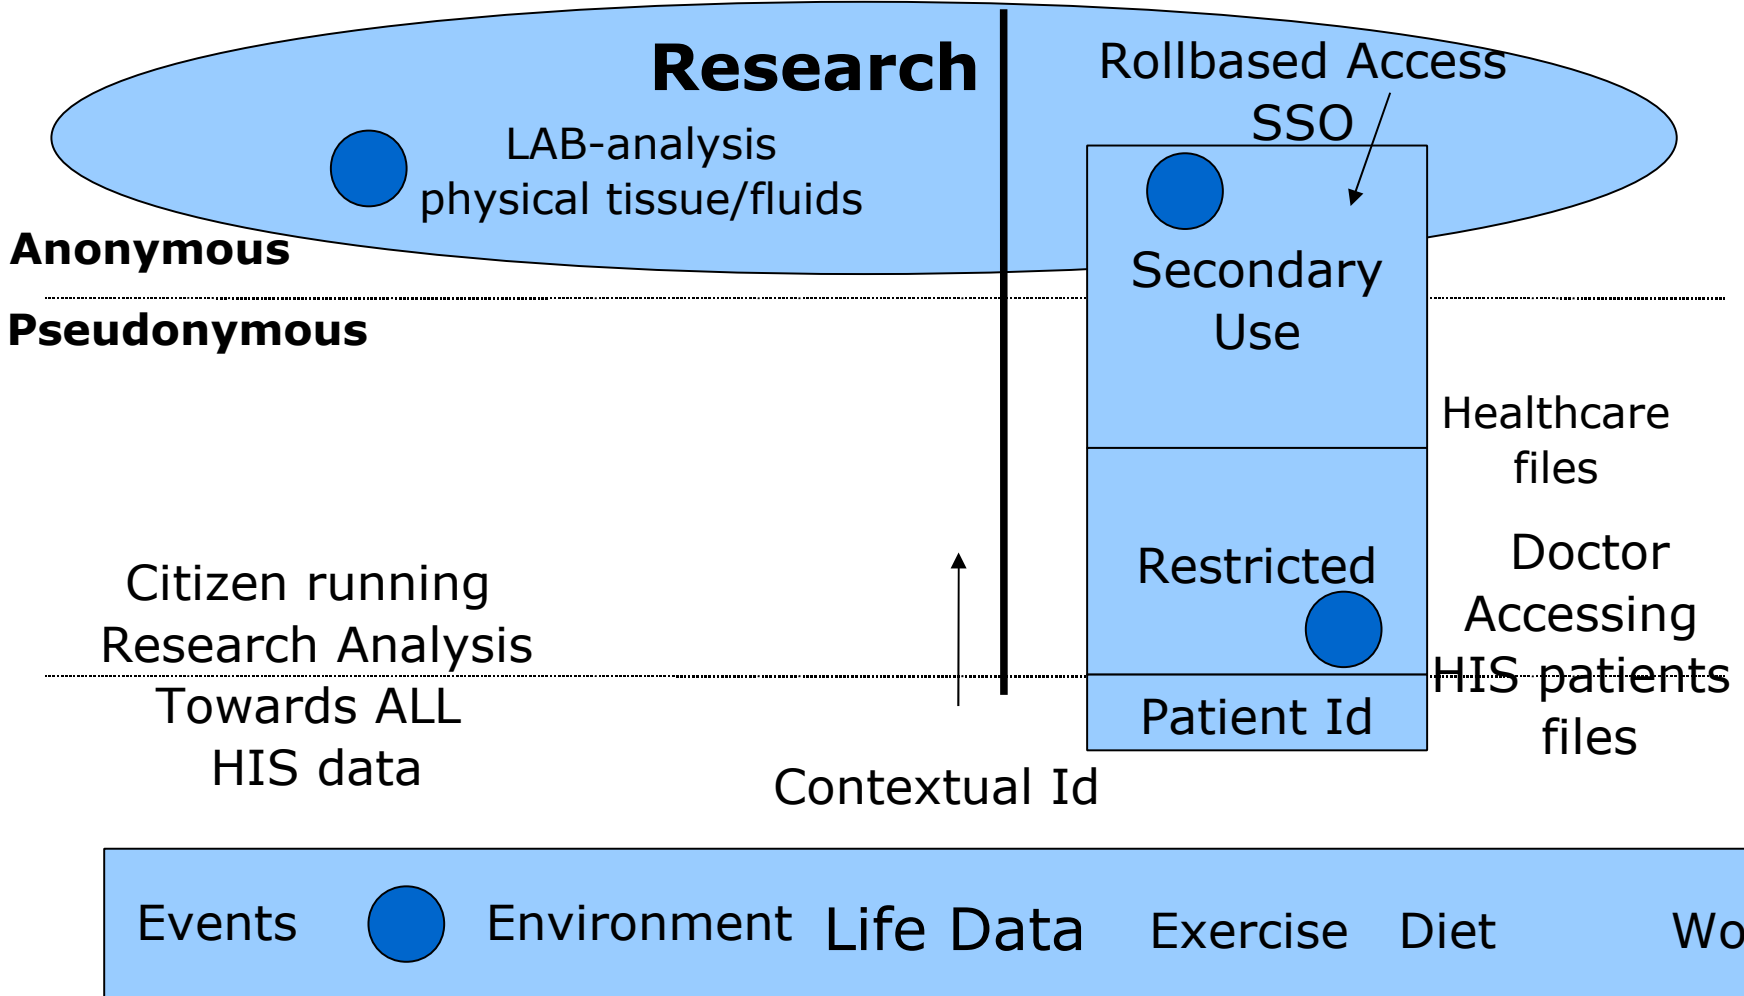 Research
Rollbased Access
SSO
LAB-analysis
physical tissue/fluids
Anonymous
Pseudonymous
Secondary
Use
Healthcare
files
Citizen running
Research Analysis
Towards ALL
HIS data
Restricted
Doctor
Accessing
HIS patients
files
Patient Id
Contextual Id
Events
Environment
Life Data
Exercise
Diet
Wo